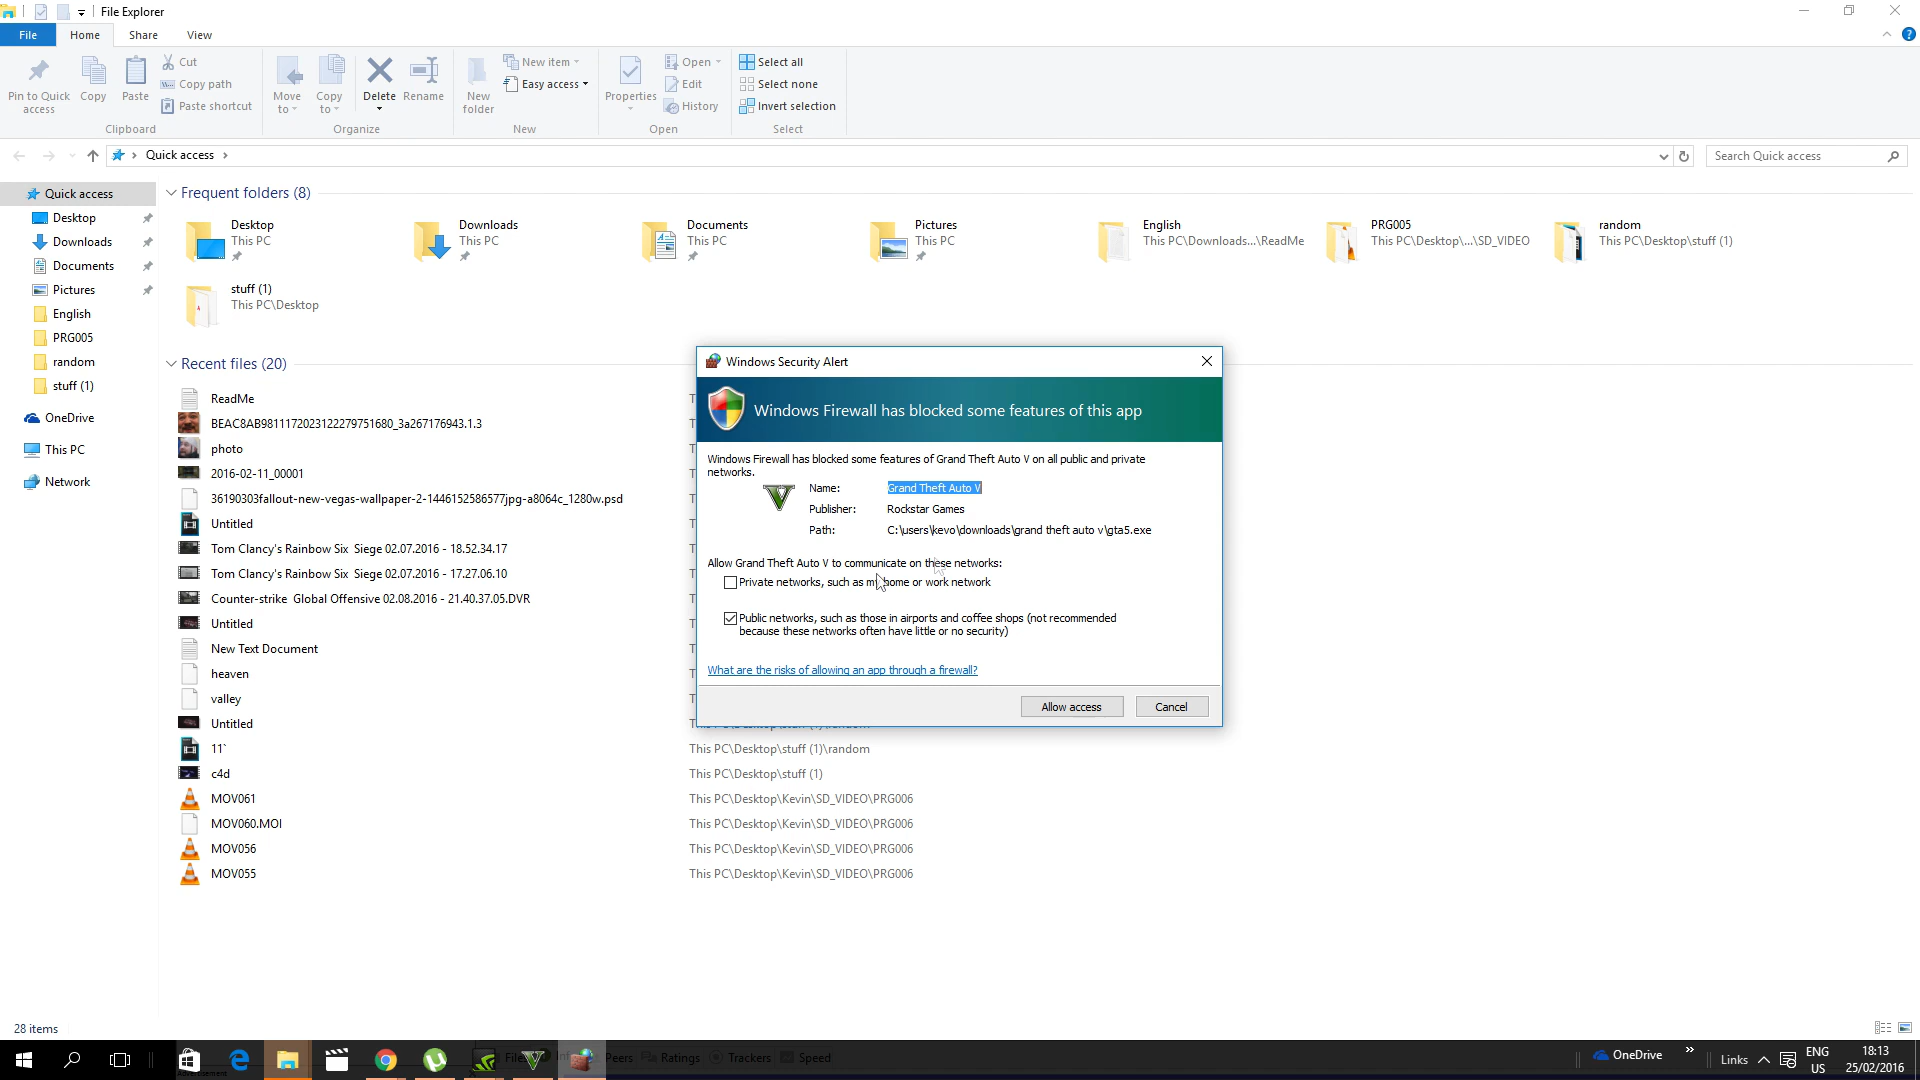 File Explorer
File Home Share View
Pin to Quick access
Copy
Paste
Cut
Copy path
Paste shortcut
Clipboard
Move to
Copy to
Delete
Rename
Organize
New folder
New item
Easy access
New
Properties
Open
Edit
History
Open
Select all
Select none
Invert selection
Select
Quick access
Search Quick access
Quick access
Desktop
Downloads
Documents
Pictures
English
PRG005
random
stuff (1)
OneDrive
This PC
Network
Frequent folders (8)
Desktop
This PC
Downloads
This PC
Documents
This PC
Pictures
This PC
English
This PC\Downloads...\ReadMe
PRG005
This PC\Desktop\...\SD_VIDEO
random
This PC\Desktop\stuff (1)
stuff (1)
This PC\Desktop
Recent files (20)
ReadMe
BEAC8AB9811172023122279751680_3a267176943.1.3
photo
2016-02-11_00001
36190303fallout-new-vegas-wallpaper-2-1446152586577jpg-a8064c_1280w.psd
Untitled
Tom Clancy's Rainbow Six Siege 02.07.2016 - 18.52.34.17
Tom Clancy's Rainbow Six Siege 02.07.2016 - 17.27.06.10
Counter-strike Global Offensive 02.08.2016 - 21.40.37.05.DVR
Untitled
New Text Document
heaven
valley
Untitled
11` This PC\Desktop\stuff (1)\random
c4d This PC\Desktop\stuff (1)
MOV061 This PC\Desktop\Kevin\SD_VIDEO\PRG006
MOV060.MOI This PC\Desktop\Kevin\SD_VIDEO\PRG006
MOV056 This PC\Desktop\Kevin\SD_VIDEO\PRG006
MOV055 This PC\Desktop\Kevin\SD_VIDEO\PRG006
Windows Security Alert
Windows Firewall has blocked some features of this app
Windows Firewall has blocked some features of Grand Theft Auto V on all public and private
networks.
Name: Grand Theft Auto V
Publisher: Rockstar Games
Path: C:\users\kevo\downloads\grand theft auto v\gta5.exe
Allow Grand Theft Auto V to communicate on these networks:
Private networks, such as my home or work network
Public networks, such as those in airports and coffee shops (not recommended
because these networks often have little or no security)
What are the risks of allowing an app through a firewall?
Allow access Cancel
28 items
Files Peers Ratings Trackers Speed
OneDrive
Links
ENG
US
18:13
25/02/2016